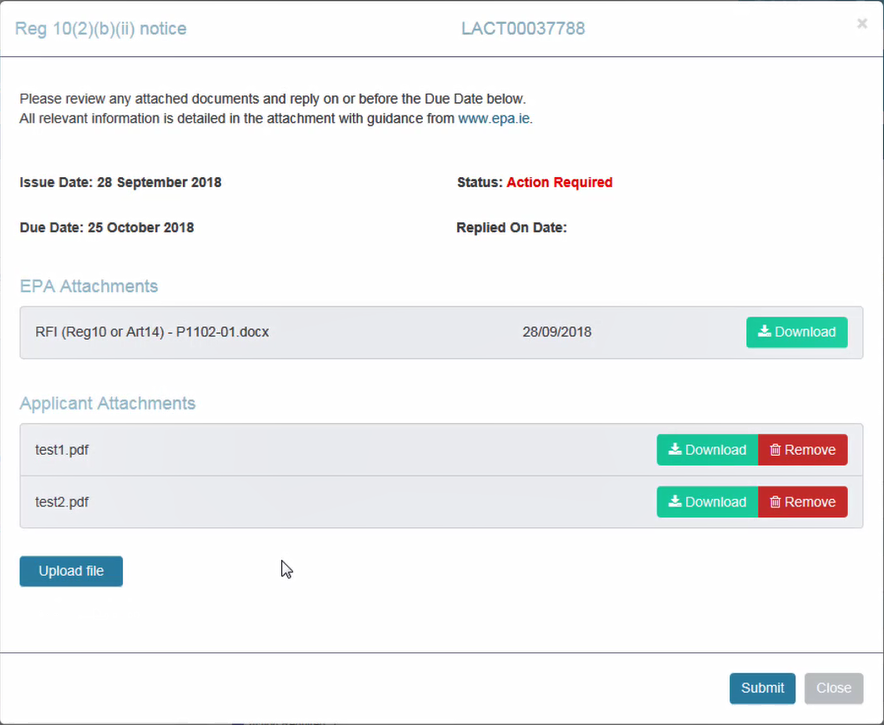 Reg 10(2)(b)(ii) notice LACT00037788 ×
Please review any attached documents and reply on or before the Due Date below.
All relevant information is detailed in the attachment with guidance from www.epa.ie.
Issue Date: 28 September 2018 Status: Action Required
Due Date: 25 October 2018 Replied On Date:
EPA Attachments
RFI (Reg10 or Art14) - P1102-01.docx 28/09/2018 Download
Applicant Attachments
test1.pdf Download Remove
test2.pdf Download Remove
Upload file
Submit Close